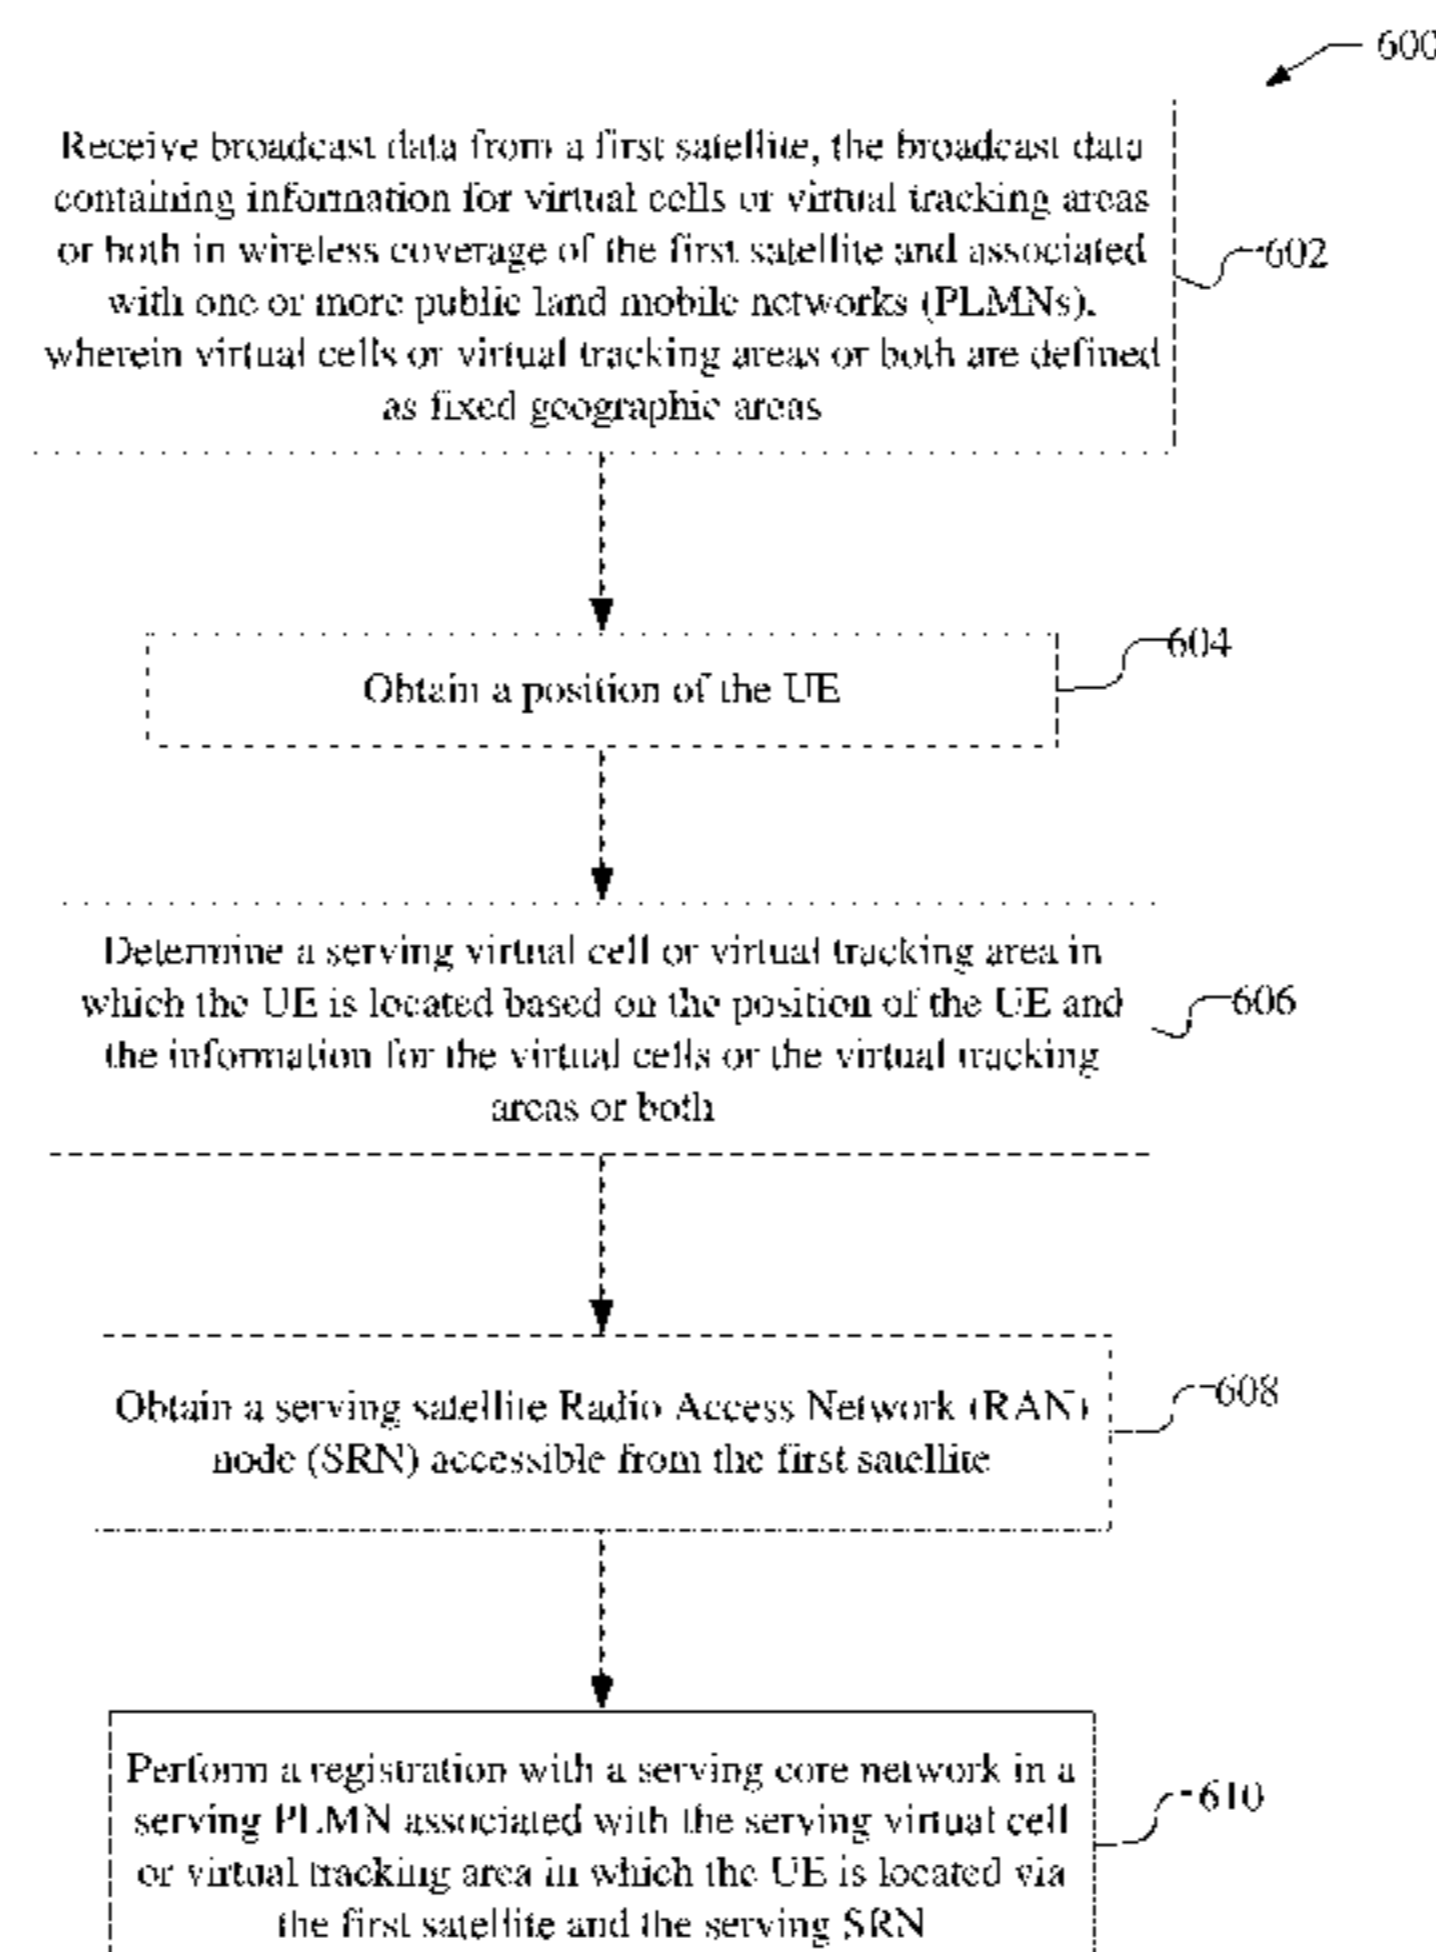 600
Receive broadcast data from a first satellite, the broadcast data
containing information for virtual cells or virtual tracking areas
or both in wireless coverage of the first satellite and associated
with one or more public land mobile networks (PLMNs),
wherein virtual cells or virtual tracking areas or both are defined
as fixed geographic areas
602
604
Obtain a position of the UE
Determine a serving virtual cell or virtual tracking area in
which the UE is located based on the position of the UE and
the information for the virtual cells or the virtual tracking
areas or both
606
Obtain a serving satellite Radio Access Network (RAN)
node (SRN) accessible from the first satellite
608
Perform a registration with a serving core network in a
serving PLMN associated with the serving virtual cell
or virtual tracking area in which the UE is located via
the first satellite and the serving SRN
610